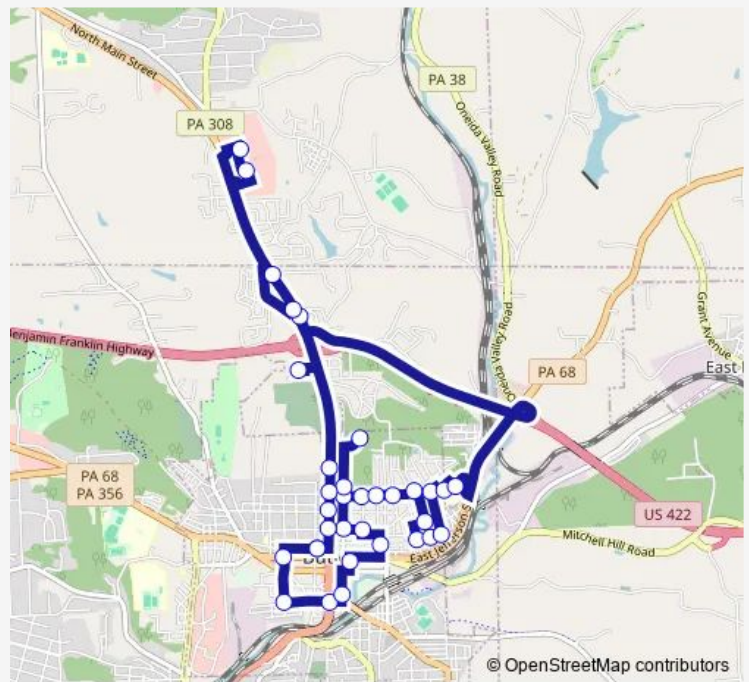 North Main Street
PA 38
PA 308
Oneida Valley Road
Grant Avenue
Benjamin Franklin Highway
Oneida Valley Road
PA 68
East
PA 68
PA 356
US 422
Mitchell Hill Road
East Jefferson S
© OpenStreetMap contributors